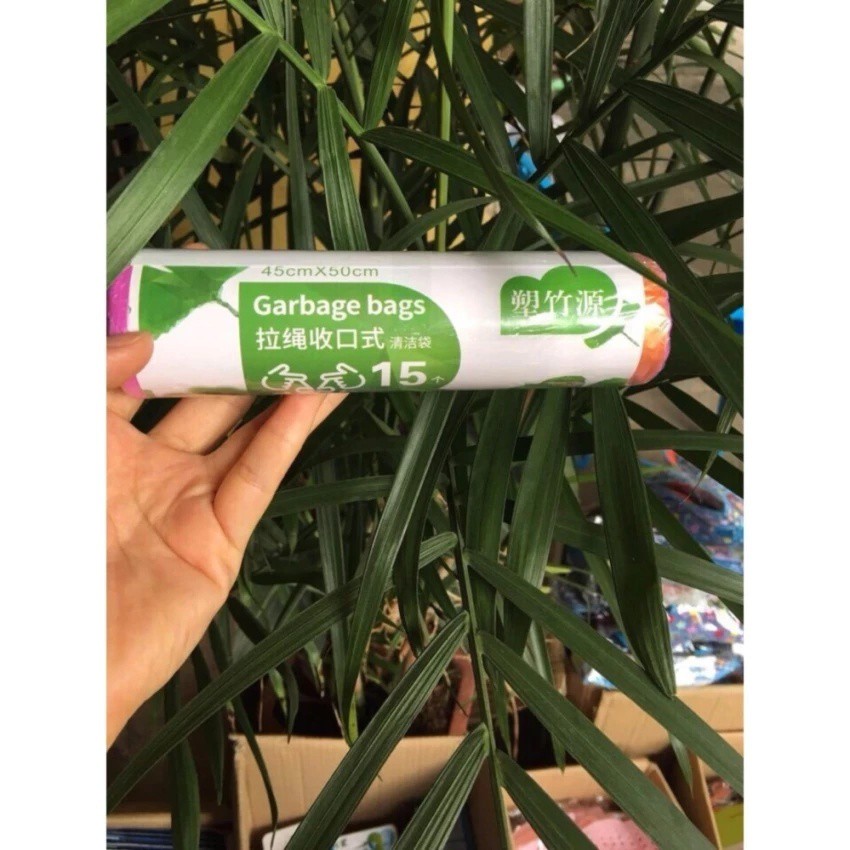 45cmX50cm
Garbage bags
拉绳收口式 清洁袋
15个
塑竹源